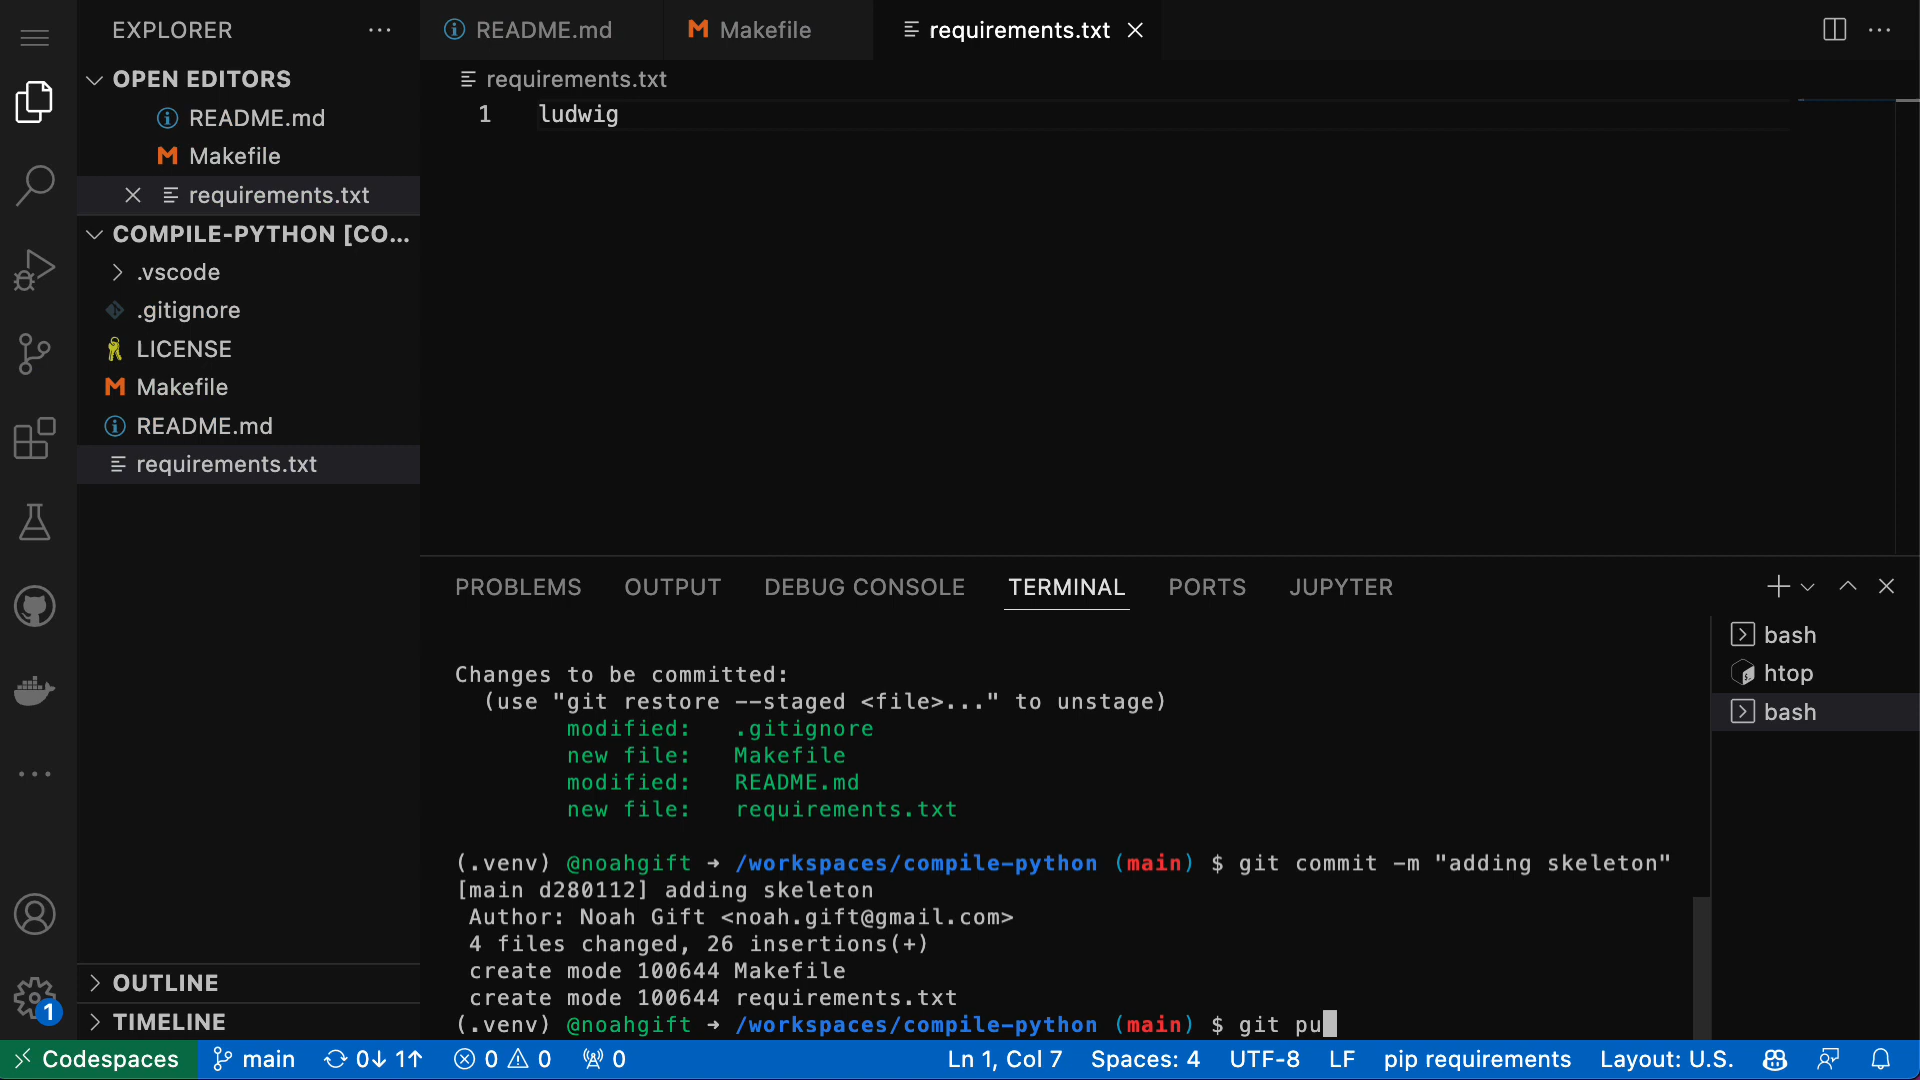 EXPLORER
README.md
Makefile
requirements.txt
OPEN EDITORS
README.md
Makefile
requirements.txt
COMPILE-PYTHON [CO...
.vscode
.gitignore
LICENSE
Makefile
README.md
requirements.txt
OUTLINE
TIMELINE
requirements.txt
1 ludwig
PROBLEMS OUTPUT DEBUG CONSOLE TERMINAL PORTS JUPYTER
Changes to be committed:
(use "git restore --staged <file>..." to unstage)
modified: .gitignore
new file: Makefile
modified: README.md
new file: requirements.txt
(.venv) @noahgift ➜ /workspaces/compile-python (main) $ git commit -m "adding skeleton"
[main d280112] adding skeleton
Author: Noah Gift <noah.gift@gmail.com>
4 files changed, 26 insertions(+)
create mode 100644 Makefile
create mode 100644 requirements.txt
(.venv) @noahgift ➜ /workspaces/compile-python (main) $ git pu
bash
htop
bash
1
Codespaces main 0↓ 1↑ 0 0 0 Ln 1, Col 7 Spaces: 4 UTF-8 LF pip requirements Layout: U.S.